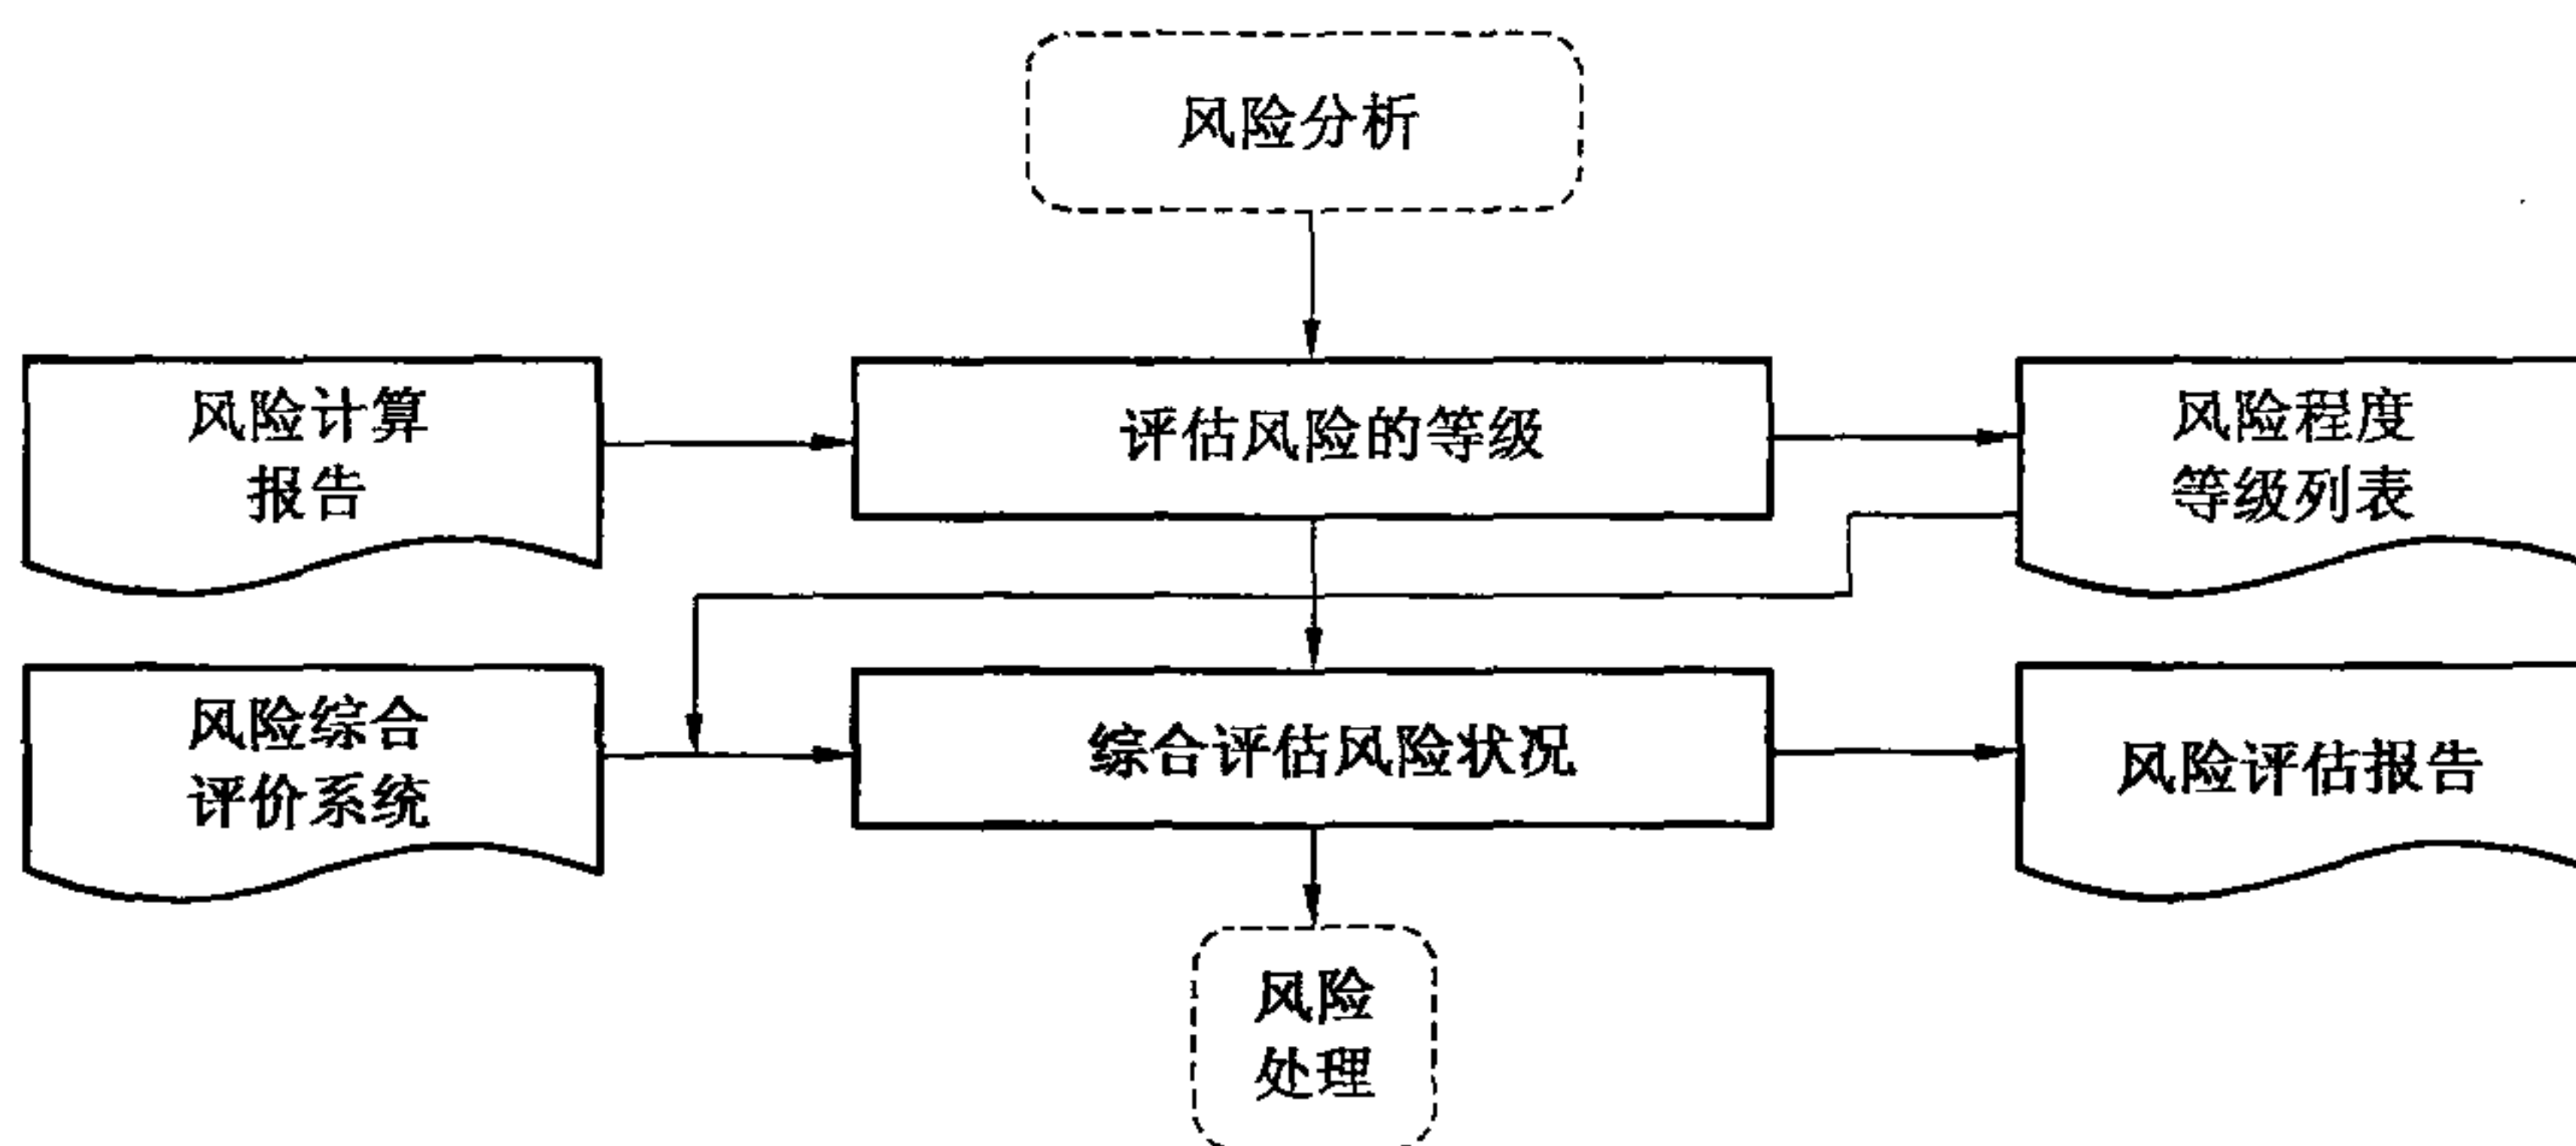 风险分析
风险计算
报告
评估风险的等级
风险程度
等级列表
风险综合
评价系统
综合评估风险状况
风险评估报告
风险
处理